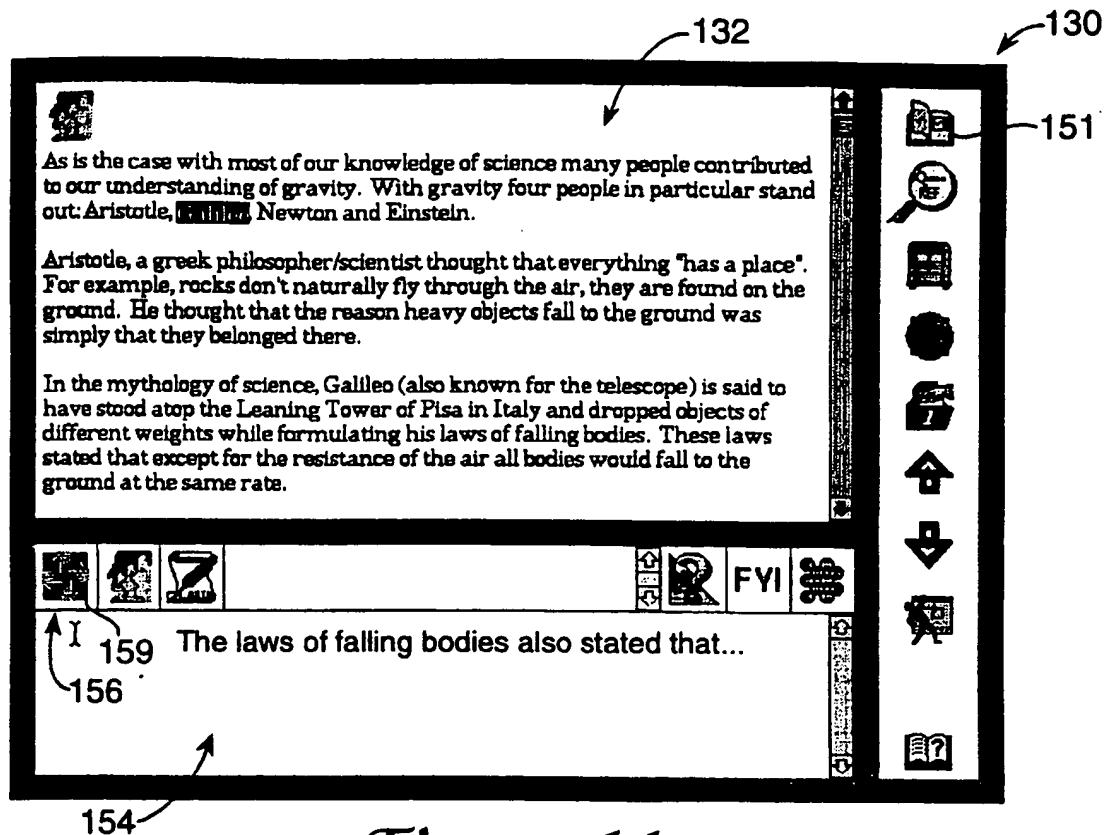 132
130
151
As is the case with most of our knowledge of science many people contributed
to our understanding of gravity. With gravity four people in particular stand
out: Aristotle, Galileo, Newton and Einstein.
Aristotle, a greek philosopher/scientist thought that everything "has a place".
For example, rocks don't naturally fly through the air, they are found on the
ground. He thought that the reason heavy objects fall to the ground was
simply that they belonged there.
In the mythology of science, Galileo (also known for the telescope) is said to
have stood atop the Leaning Tower of Pisa in Italy and dropped objects of
different weights while formulating his laws of falling bodies. These laws
stated that except for the resistance of the air all bodies would fall to the
ground at the same rate.
REF
1
FYI
159
The laws of falling bodies also stated that...
156
?
154